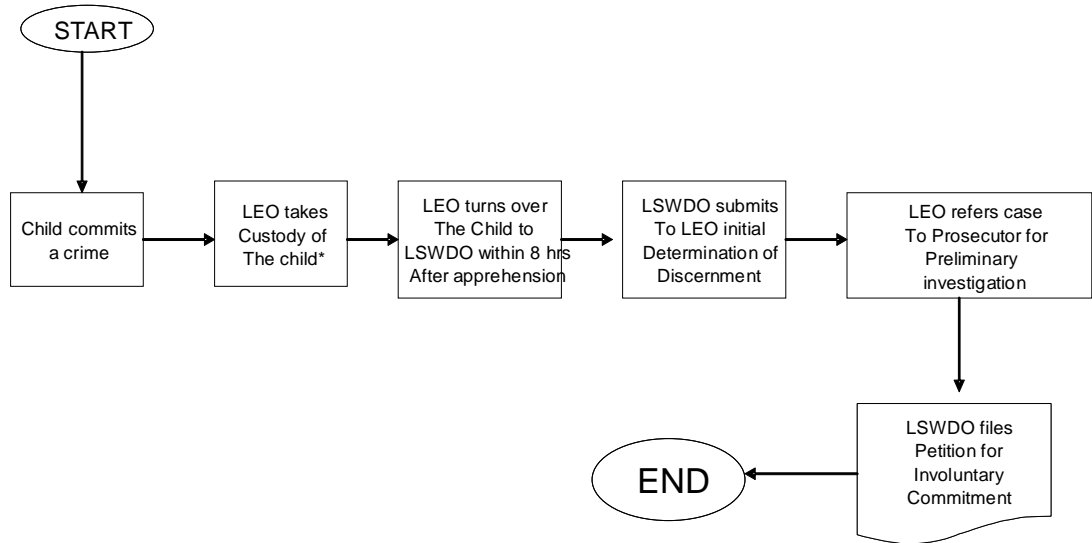 START
Child commits
a crime
LEO takes
Custody of
The child*
LEO turns over
The Child to
LSWDO within 8 hrs
After apprehension
LSWDO submits
To LEO initial
Determination of
Discernment
LEO refers case
To Prosecutor for
Preliminary
investigation
LSWDO files
Petition for
Involuntary
Commitment
END